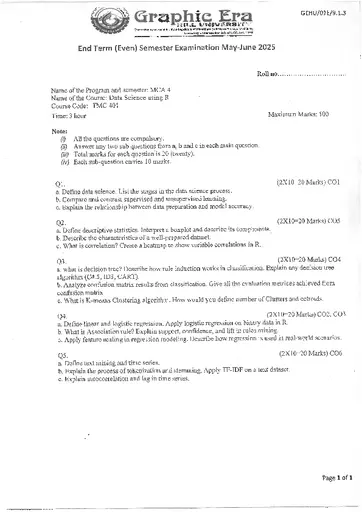 GEHU/01E/9.1.3
Graphic Era
HILL UNIVERSITY
End Term (Even) Semester Examination May-June 2025
Roll no..........................
Name of the Program and semester: MCA 4
Name of the Course: Data Science using R
Course Code: TMC 401
Time: 3 hour Maximum Marks: 100
Note:
(i) All the questions are compulsory.
(ii) Answer any two sub questions from a, b and c in each main question.
(iii) Total marks for each question is 20 (twenty).
(iv) Each sub-question carries 10 marks.
Q1. (2X10=20 Marks) CO1
a. Define data science. List the stages in the data science process.
b. Compare and contrast supervised and unsupervised learning.
c. Explain the relationship between data preparation and model accuracy.
Q2. (2X10=20 Marks) CO5
a. Define descriptive statistics. Interpret a boxplot and describe its components.
b. Describe the characteristics of a well-prepared dataset.
c. What is correlation? Create a heatmap to show variable correlations in R.
Q3. (2X10=20 Marks) CO4
a. what is decision tree? Describe how rule induction works in classification. Explain any decision tree
algorithm (C4.5, ID3, CART).
b. Analyze confusion matrix results from classification. Give all the evaluation metrices achieved from
confusion matrix
c. What is K-means Clustering algorithm. How would you define number of Clusters and
Q4. (2X10=20 Marks) CO2, CO3
a. Define linear and logistic regression. Apply logistic regression on binary data in R.
b. What is Association rule? Explain support, confidence, and lift in rules mining.
c. Apply feature scaling in regression modeling. Describe how regression is used in real-world scenarios.
Q5. (2X10=20 Marks) CO6
a. Define text mining and time series.
b. Explain the process of tokenization and stemming. Apply TF-IDF on a text dataset.
c. Explain autocorrelation and lag in time series.
Page 1 of 1